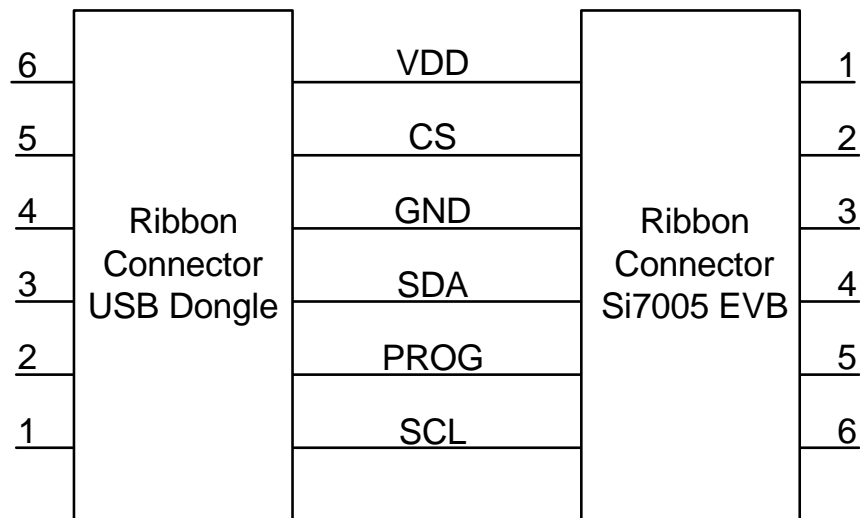 6 VDD 1
5 CS 2
4 GND 3
Ribbon
Connector
USB Dongle
Ribbon
Connector
Si7005 EVB
3 SDA 4
2 PROG 5
1 SCL 6